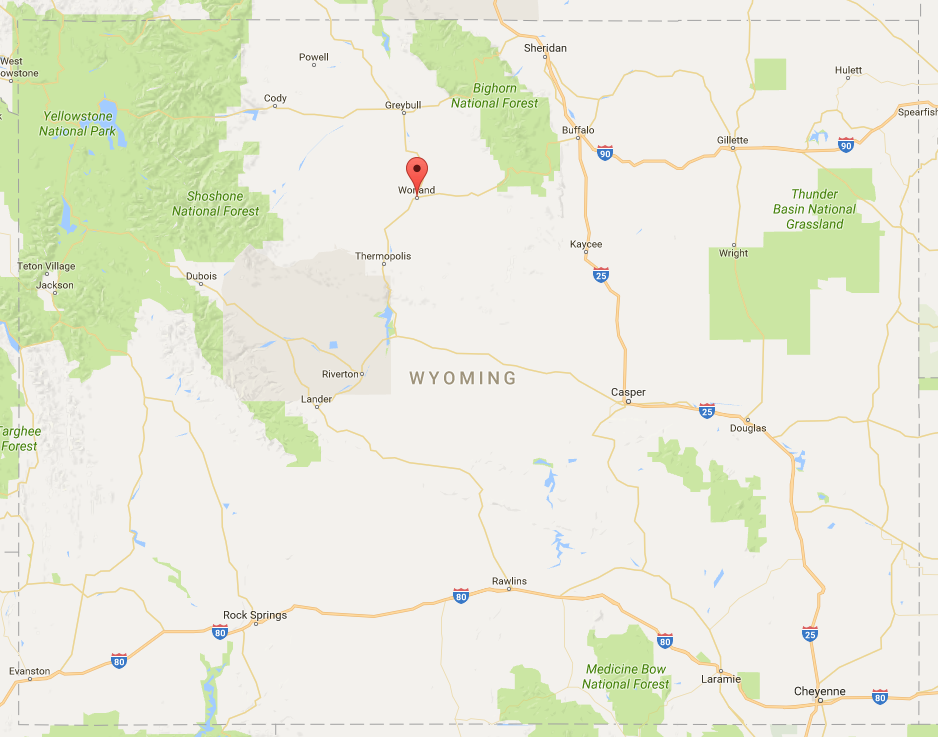 Sheridan
Powell
West
owstone
Hulett
Bighorn
National Forest
Cody
Greybull
Spearfish
Yellowstone
National Park
Buffalo
Gillette
90
90
Worland
Shoshone
National Forest
Thunder
Basin National
Grassland
Kaycee
Wright
Thermopolis
Teton Village
Dubois
25
Jackson
Riverton
WYOMING
Lander
Casper
25
Douglas
Targhee
Forest
Rawlins
80
Rock Springs
80
25
80
80
Evanston
Medicine Bow
National Forest
Laramie
Cheyenne
80